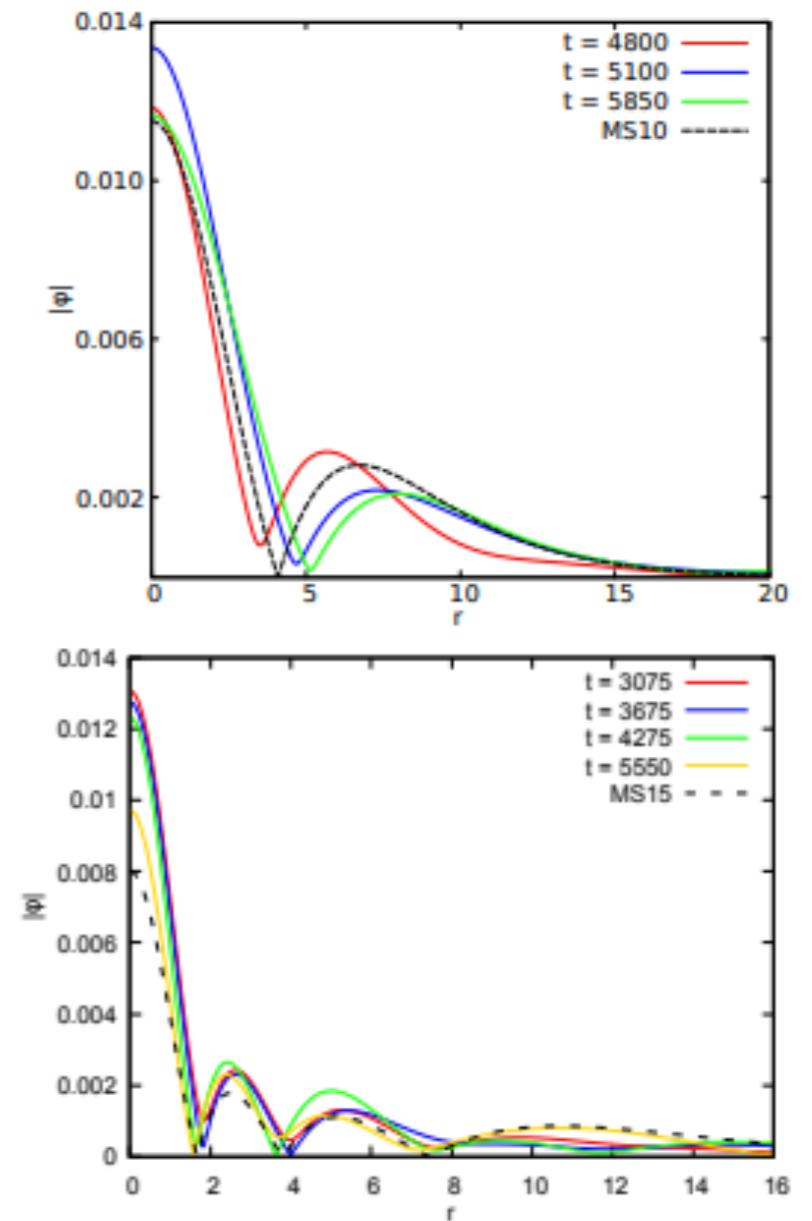 0.014
t = 4800
t = 5100
t = 5850
MS10
0.010
|φ|
0.006
0.002
0 5 10 15 20
r
0.014
t = 3075
0.012
t = 3675
t = 4275
t = 5550
0.01
MS15
0.008
|φ|
0.006
0.004
0.002
0
0 2 4 6 8 10 12 14 16
r